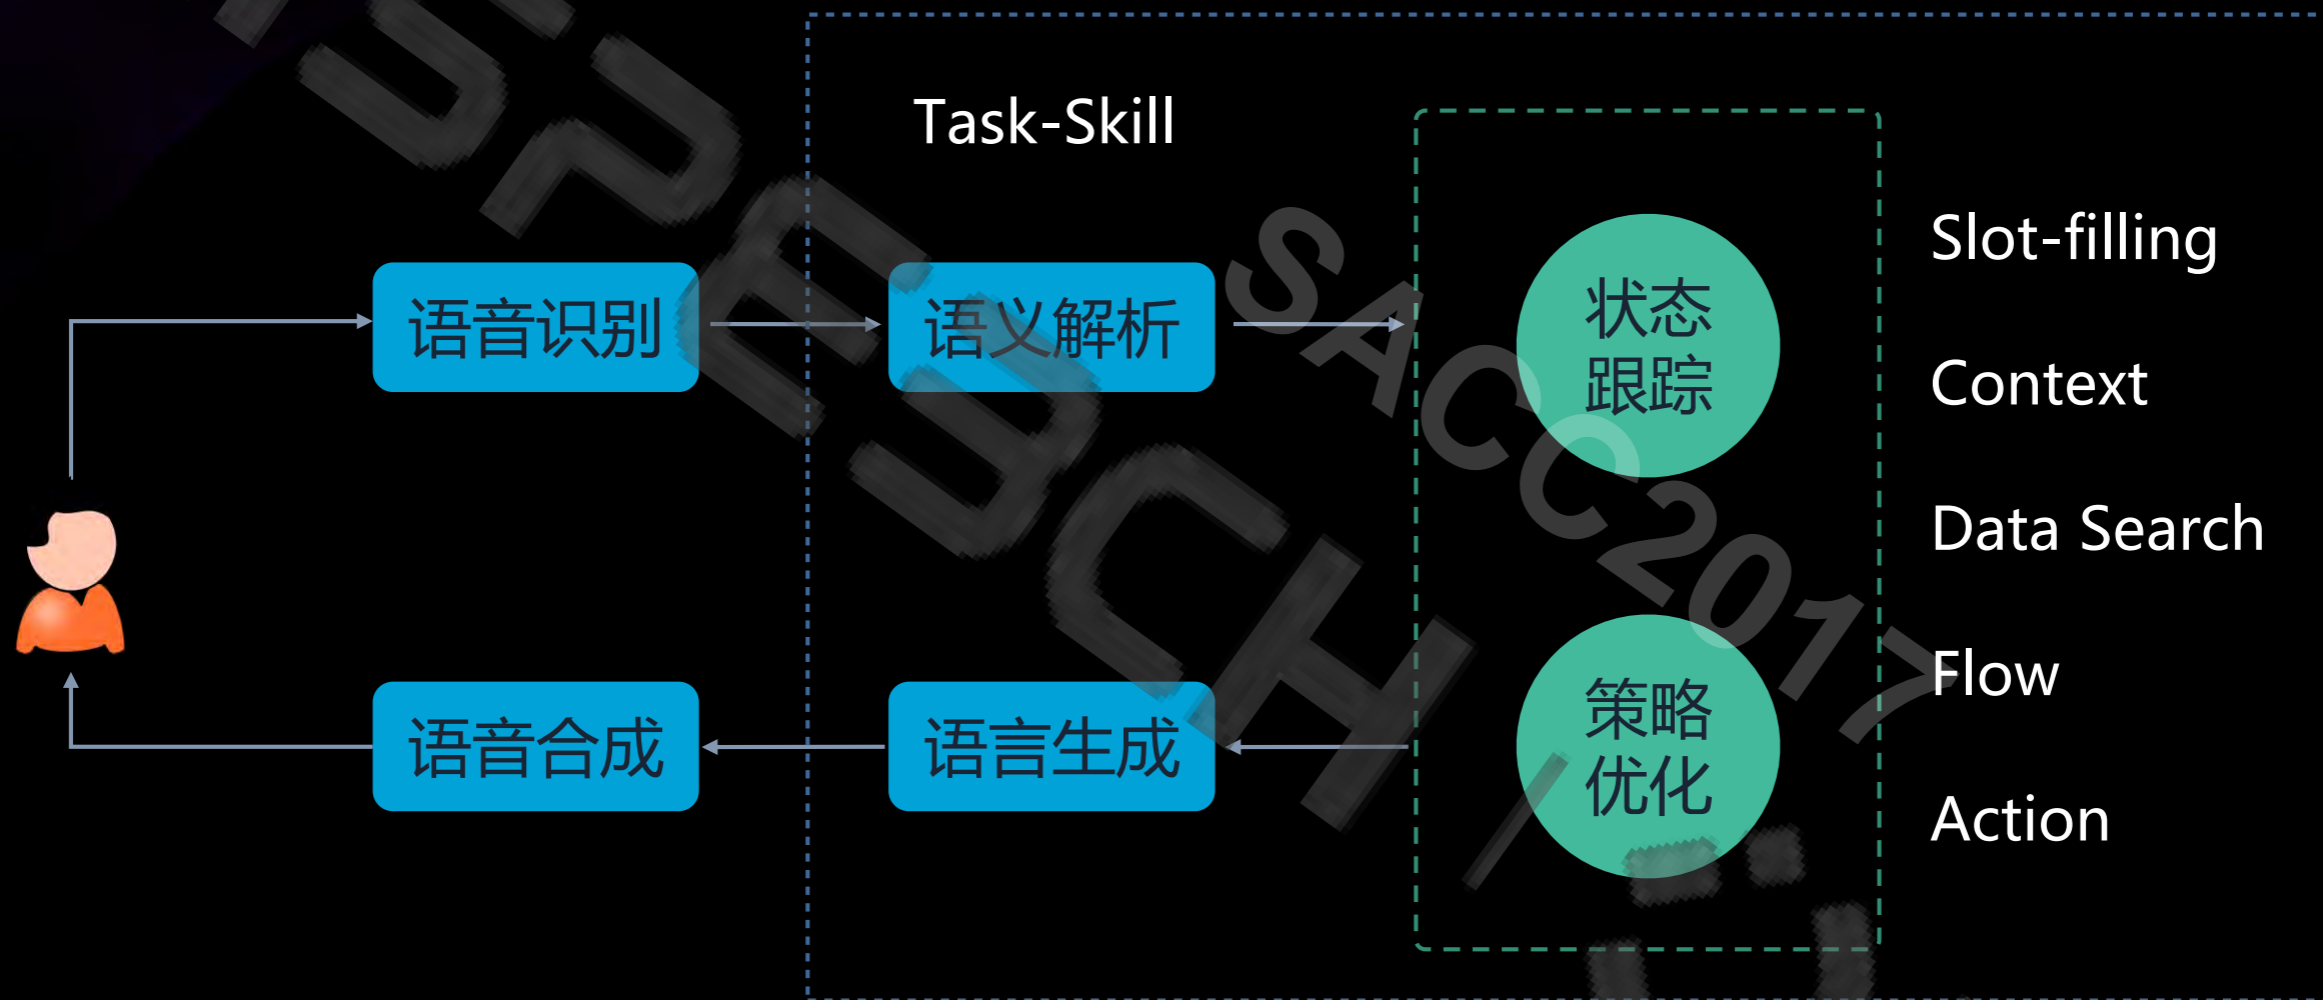 Task-Skill
语音识别
语义解析
状态
跟踪
Slot-filling
Context
Data Search
Flow
Action
语音合成
语言生成
策略
优化
SACC2017